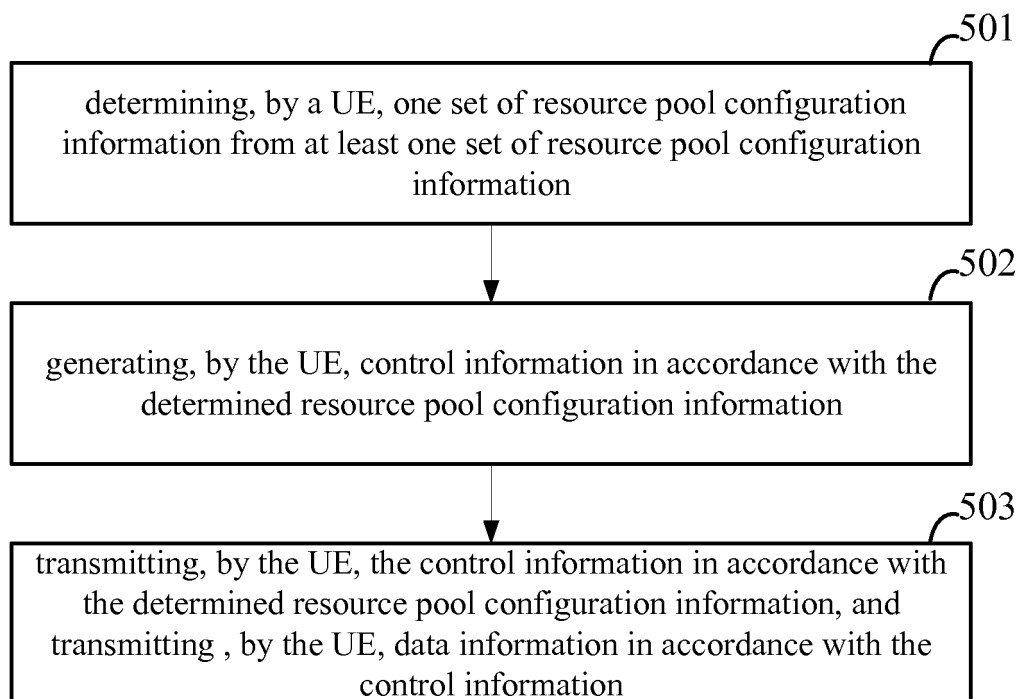 501
determining, by a UE, one set of resource pool configuration
information from at least one set of resource pool configuration
information
502
generating, by the UE, control information in accordance with the
determined resource pool configuration information
503
transmitting, by the UE, the control information in accordance with
the determined resource pool configuration information, and
transmitting , by the UE, data information in accordance with the
control information